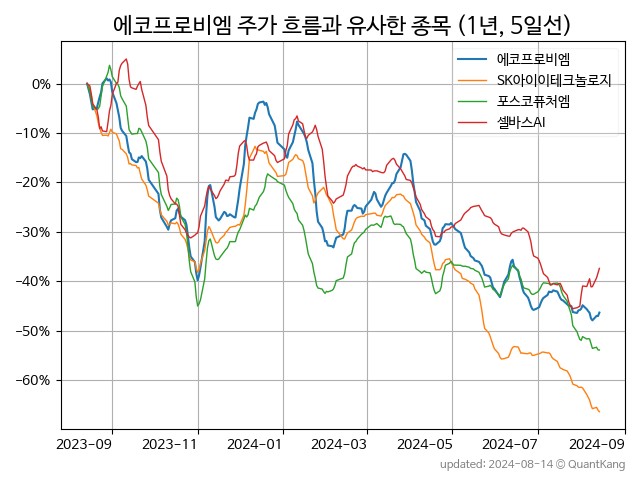 에코프로비엠 주가 흐름과 유사한 종목 (1년, 5일선)
에코프로비엠
SK아이이테크놀로지
포스코퓨처엠
셀바스AI
0%
−10%
−20%
−30%
−40%
−50%
−60%
2023-09 2023-11 2024-01 2024-03 2024-05 2024-07 2024-09
updated: 2024-08-14 © QuantKang